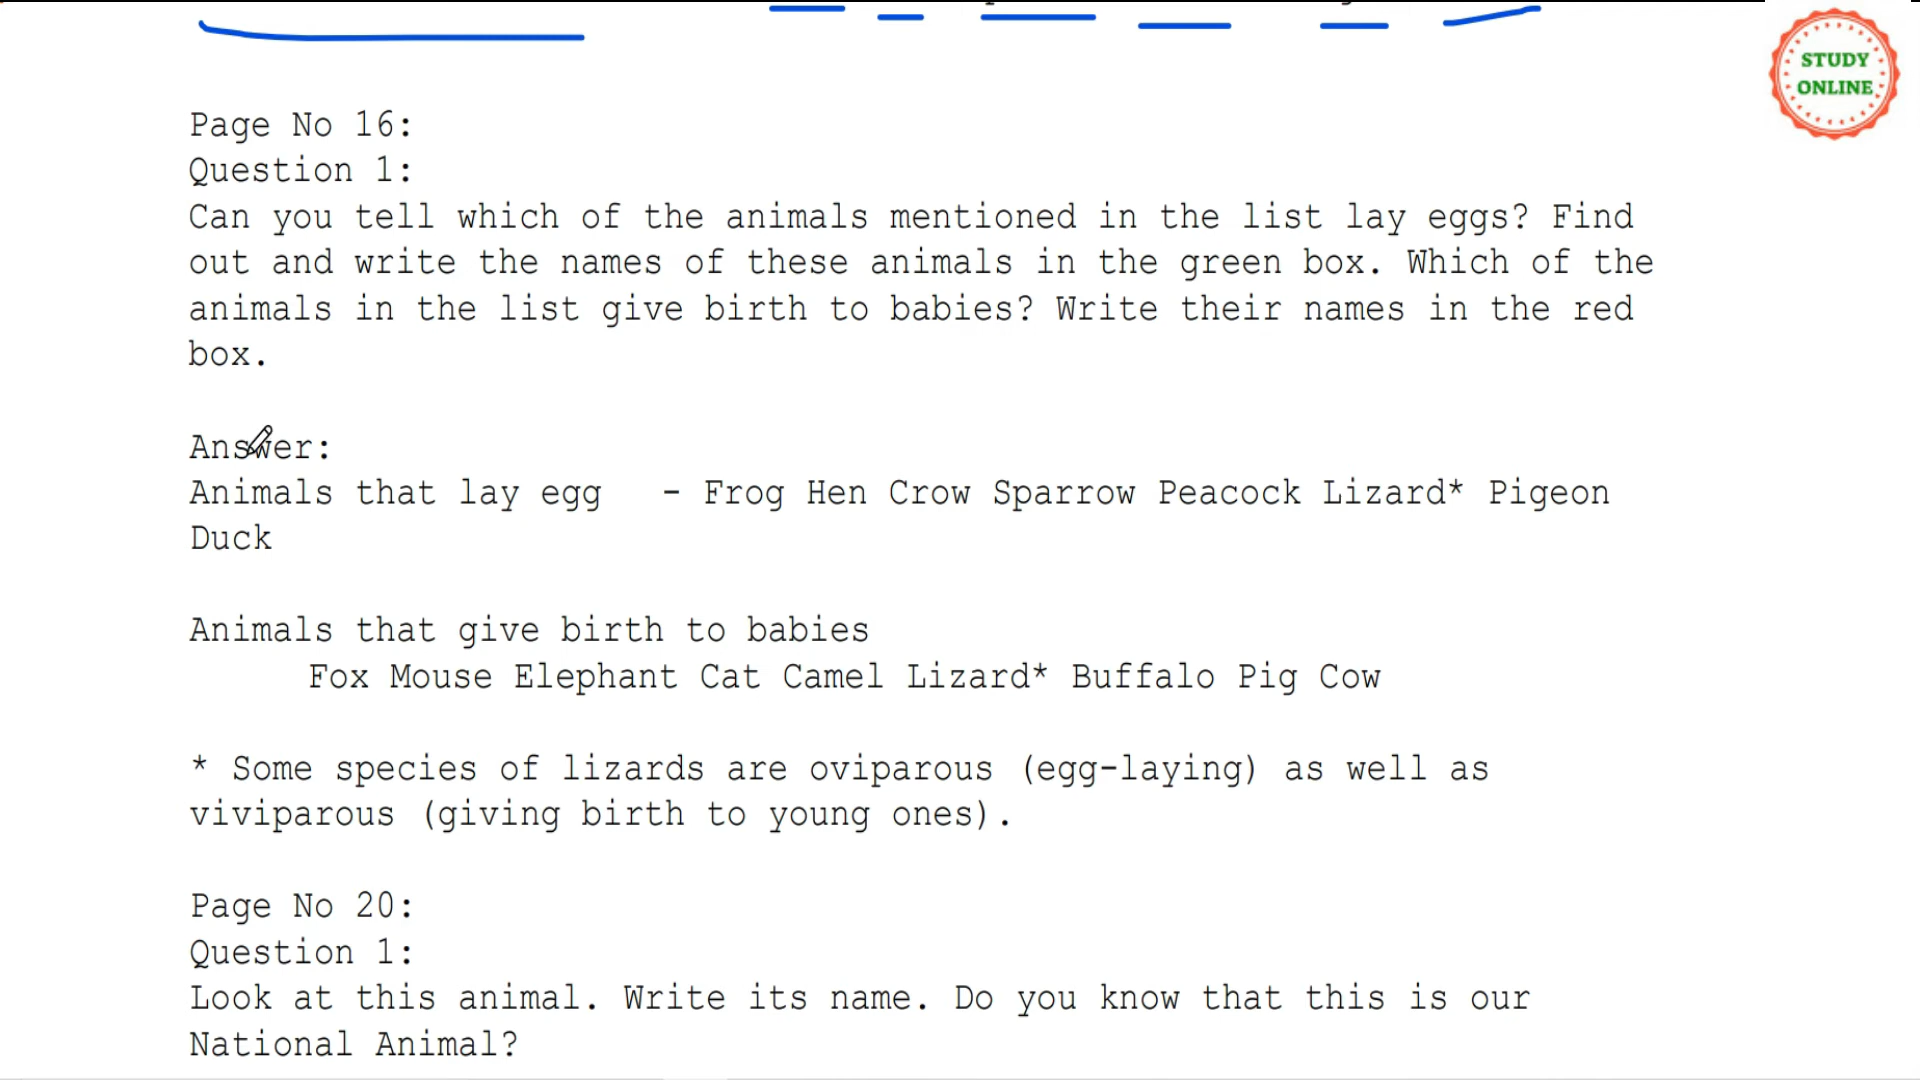 STUDY
ONLINE
Page No 16:
Question 1:
Can you tell which of the animals mentioned in the list lay eggs? Find
out and write the names of these animals in the green box. Which of the
animals in the list give birth to babies? Write their names in the red
box.
Answer:
Animals that lay egg - Frog Hen Crow Sparrow Peacock Lizard* Pigeon
Duck
Animals that give birth to babies
Fox Mouse Elephant Cat Camel Lizard* Buffalo Pig Cow
* Some species of lizards are oviparous (egg-laying) as well as
viviparous (giving birth to young ones).
Page No 20:
Question 1:
Look at this animal. Write its name. Do you know that this is our
National Animal?